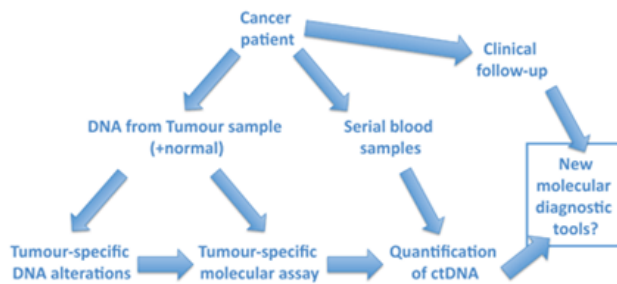 Cancer
patient
Clinical
follow-up
DNA from Tumour sample
(+normal)
Serial blood
samples
New
molecular
diagnostic
tools?
Tumour-specific
DNA alterations
Tumour-specific
molecular assay
Quantification
of ctDNA